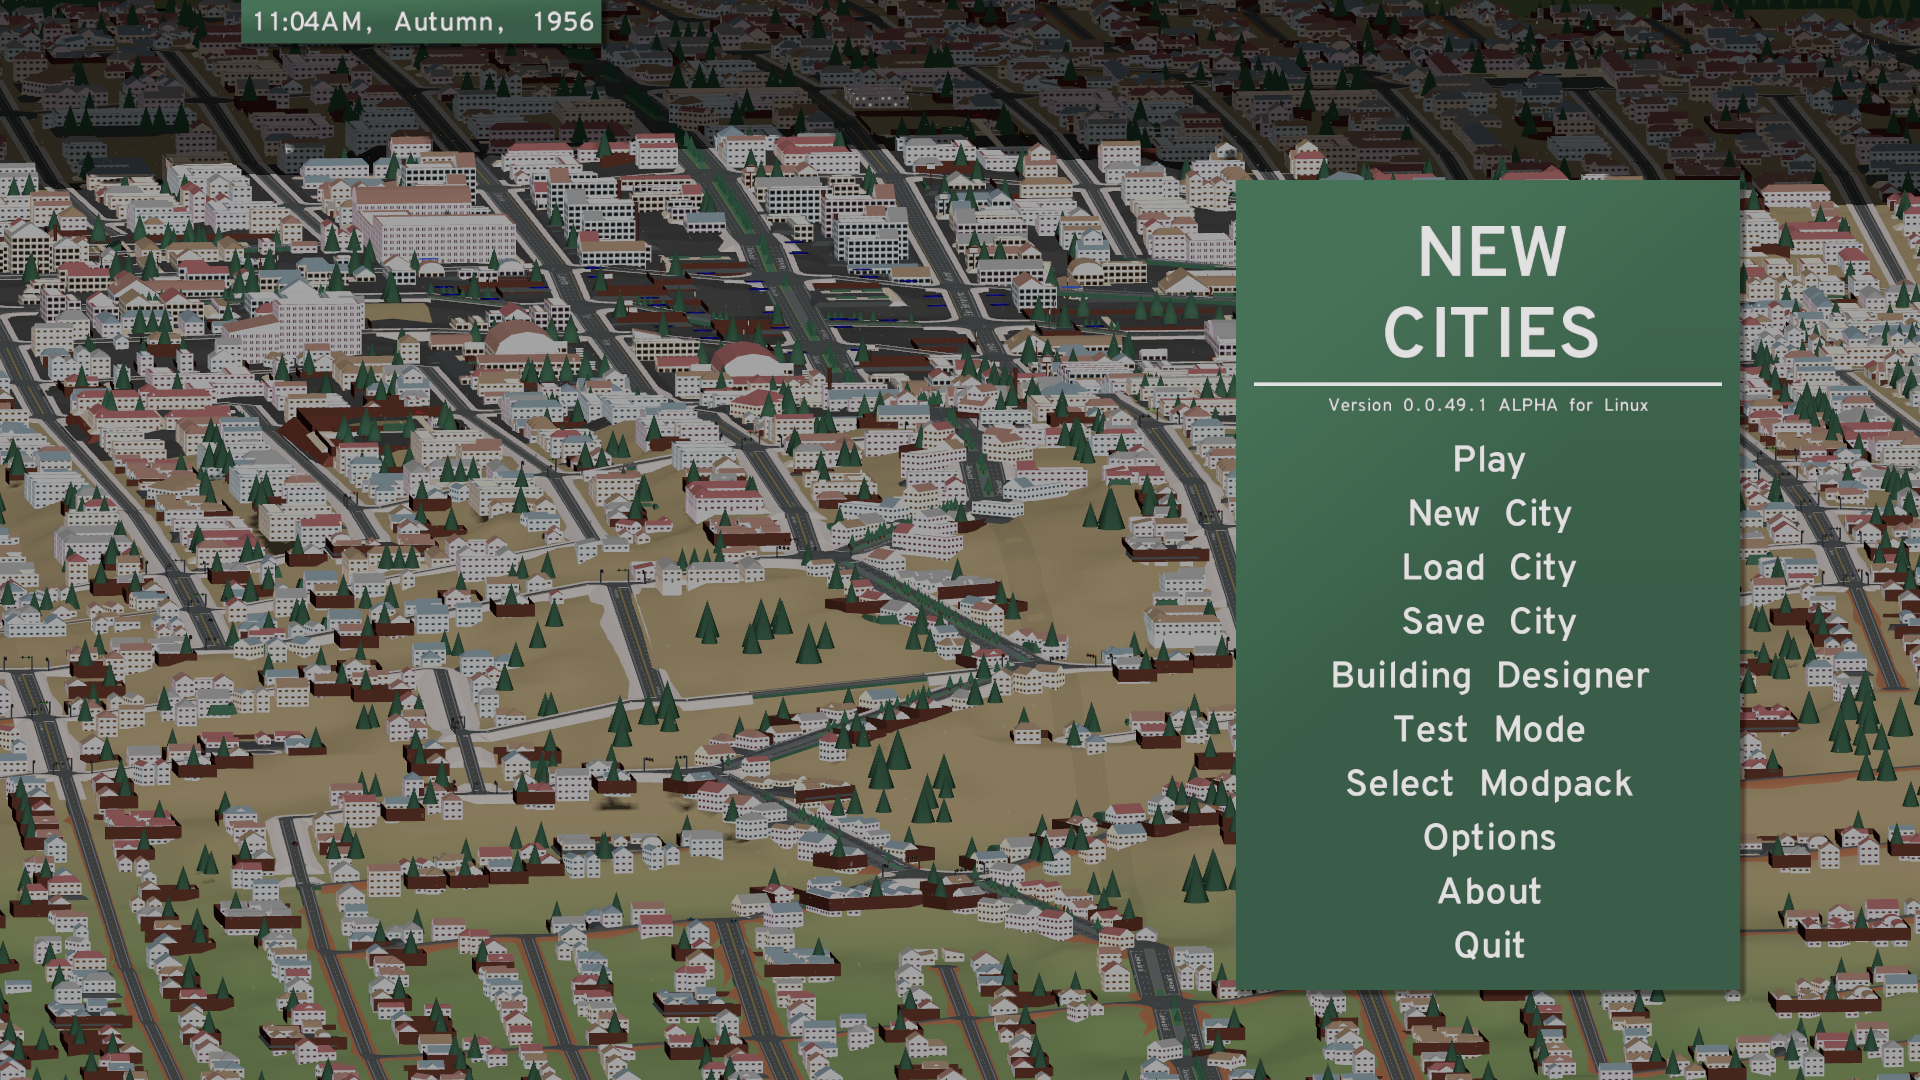 11:04AM, Autumn, 1956
NEW
CITIES
Version 0.0.49.1 ALPHA for Linux
Play
New City
Load City
Save City
Building Designer
Test Mode
Select Modpack
Options
About
Quit